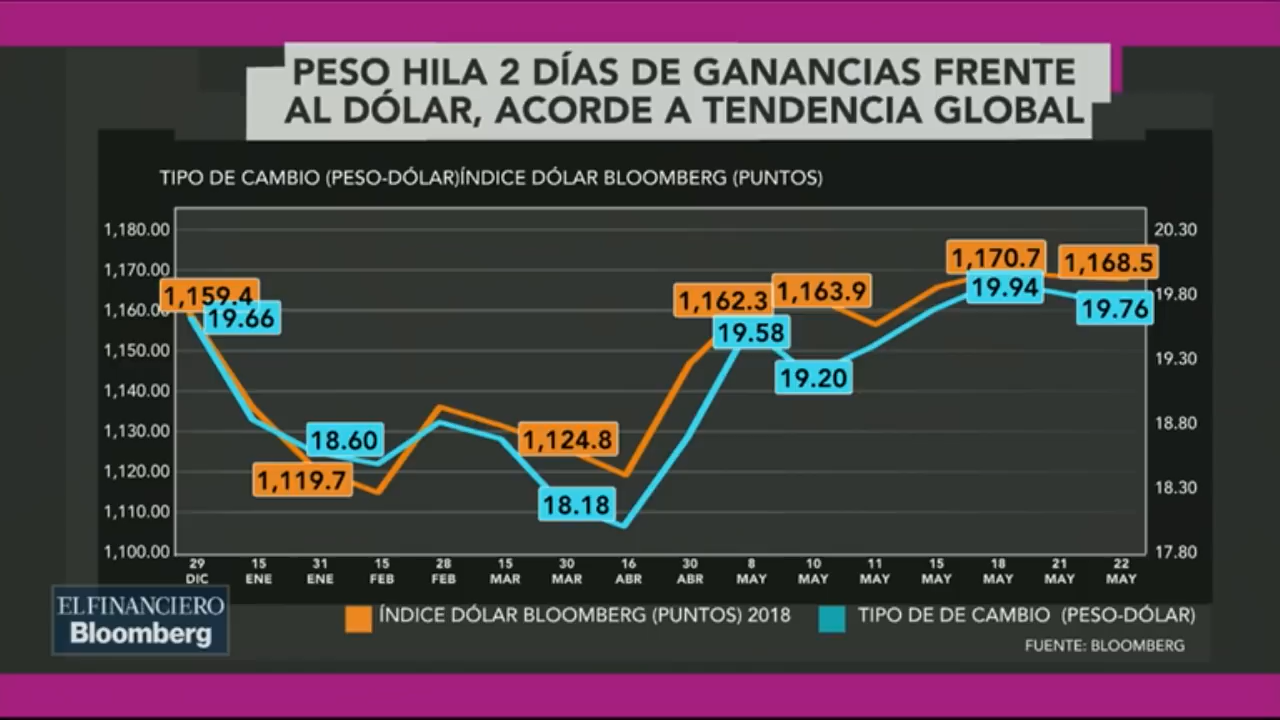 PESO HILA 2 DÍAS DE GANANCIAS FRENTE
AL DÓLAR, ACORDE A TENDENCIA GLOBAL
TIPO DE CAMBIO (PESO-DÓLAR)ÍNDICE DÓLAR BLOOMBERG (PUNTOS)
1,180.00
1,170.00
1,160.00
1,150.00
1,140.00
1,130.00
1,120.00
1,110.00
1,100.00
1,159.4
19.66
18.60
1,119.7
1,124.8
18.18
1,162.3
19.58
1,163.9
19.20
1,170.7
19.94
1,168.5
19.76
20.30
19.80
19.30
18.80
18.30
17.80
29 15 31 15 28 15 30 16 30 8 10 11 15 18 21 22
DIC ENE ENE FEB FEB MAR MAR ABR ABR MAY MAY MAY MAY MAY MAY MAY
ÍNDICE DÓLAR BLOOMBERG (PUNTOS) 2018
TIPO DE DE CAMBIO (PESO-DÓLAR)
FUENTE: BLOOMBERG
EL FINANCIERO
Bloomberg